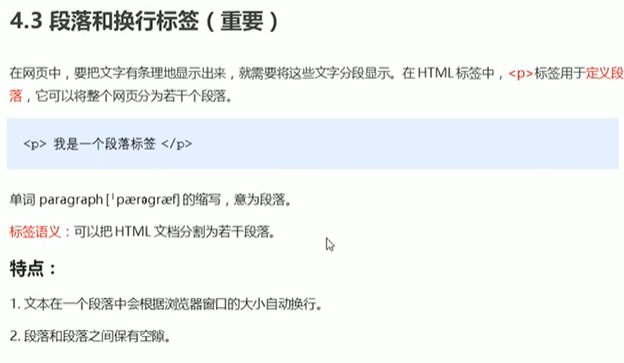 4.3 段落和换行标签（重要）
在网页中，要把文字有条理地显示出来，就需要将这些文字分段显示。在 HTML 标签中，<p>标签用于定义段
落，它可以将整个网页分为若干个段落。
<p> 我是一个段落标签 </p>
单词 paragraph [ˈpærəgræf] 的缩写，意为段落。
标签语义：可以把 HTML 文档分割为若干段落。
特点：
1. 文本在一个段落中会根据浏览器窗口的大小自动换行。
2. 段落和段落之间保有空隙。